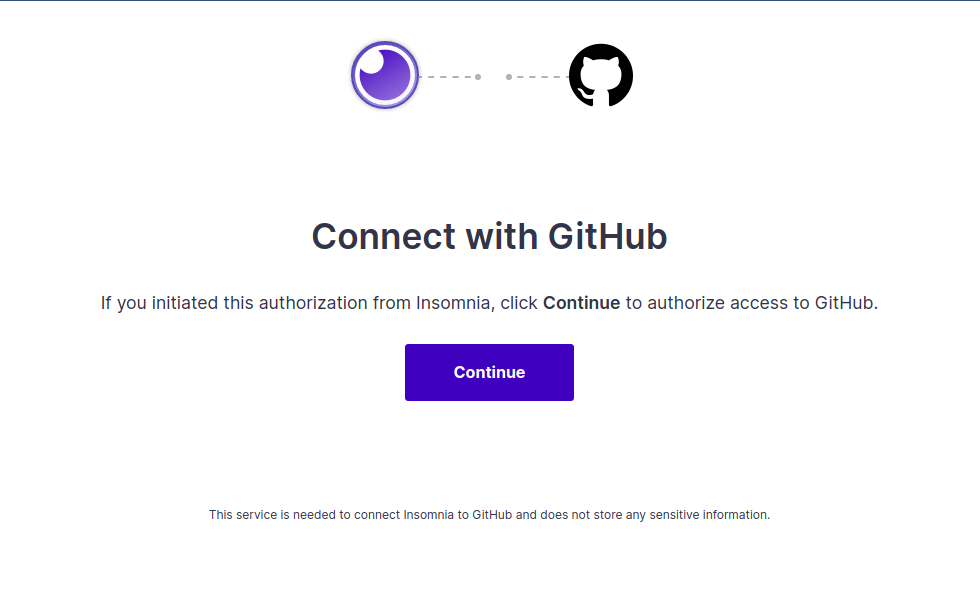 Connect with GitHub
If you initiated this authorization from Insomnia, click Continue to authorize access to GitHub.
Continue
This service is needed to connect Insomnia to GitHub and does not store any sensitive information.